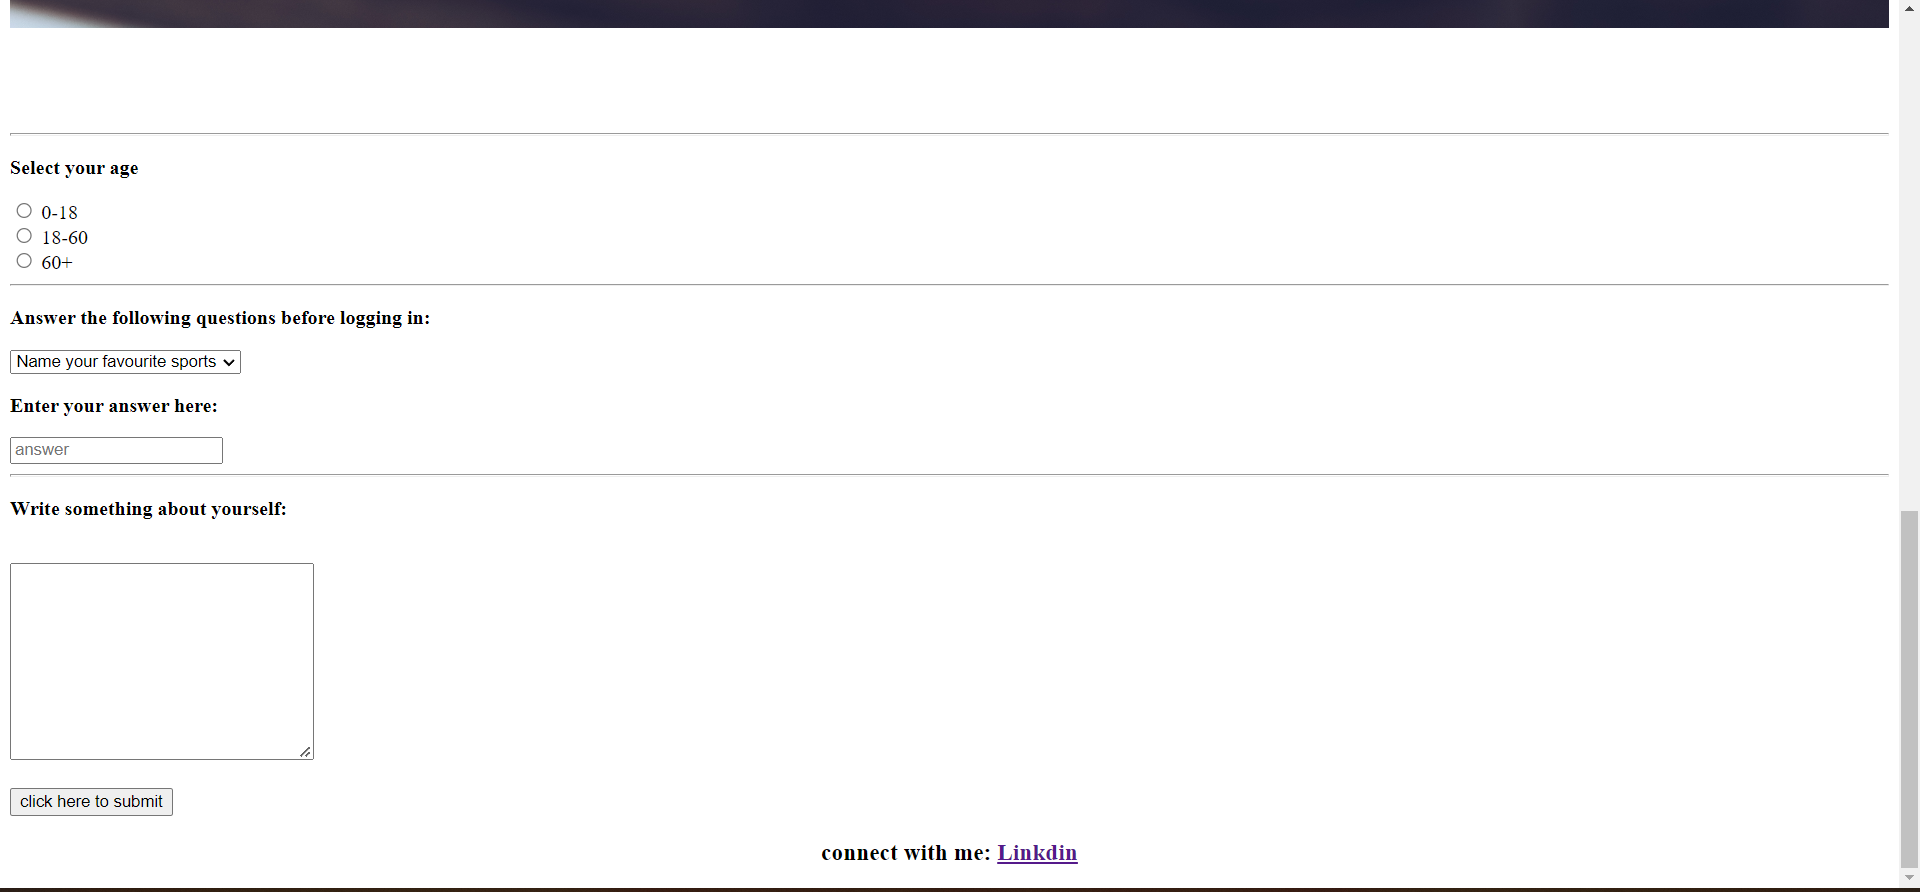 Select your age
0-18
18-60
60+
Answer the following questions before logging in:
Name your favourite sports
Enter your answer here:
answer
Write something about yourself:
click here to submit
connect with me: Linkdin